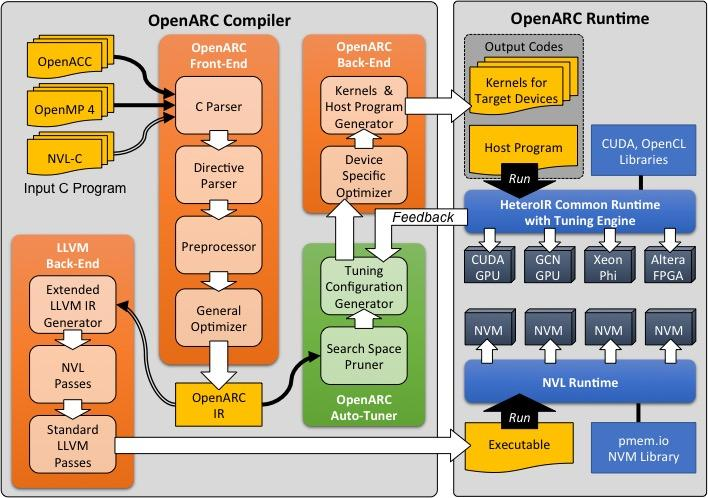 OpenARC Compiler
OpenACC
OpenMP 4
NVL-C
Input C Program
OpenARC
Front-End
C Parser
Directive
Parser
Preprocessor
General
Optimizer
OpenARC
IR
LLVM
Back-End
Extended
LLVM IR
Generator
NVL
Passes
Standard
LLVM
Passes
OpenARC
Back-End
Kernels &
Host Program
Generator
Device
Specific
Optimizer
Feedback
Tuning
Configuration
Generator
Search Space
Pruner
OpenARC
Auto-Tuner
OpenARC Runtime
Output Codes
Kernels for
Target Devices
Host Program
Run
CUDA, OpenCL
Libraries
HeteroIR Common Runtime
with Tuning Engine
CUDA
GPU
GCN
GPU
Xeon
Phi
Altera
FPGA
NVM
NVM
NVM
NVM
NVL Runtime
Run
Executable
pmem.io
NVM Library